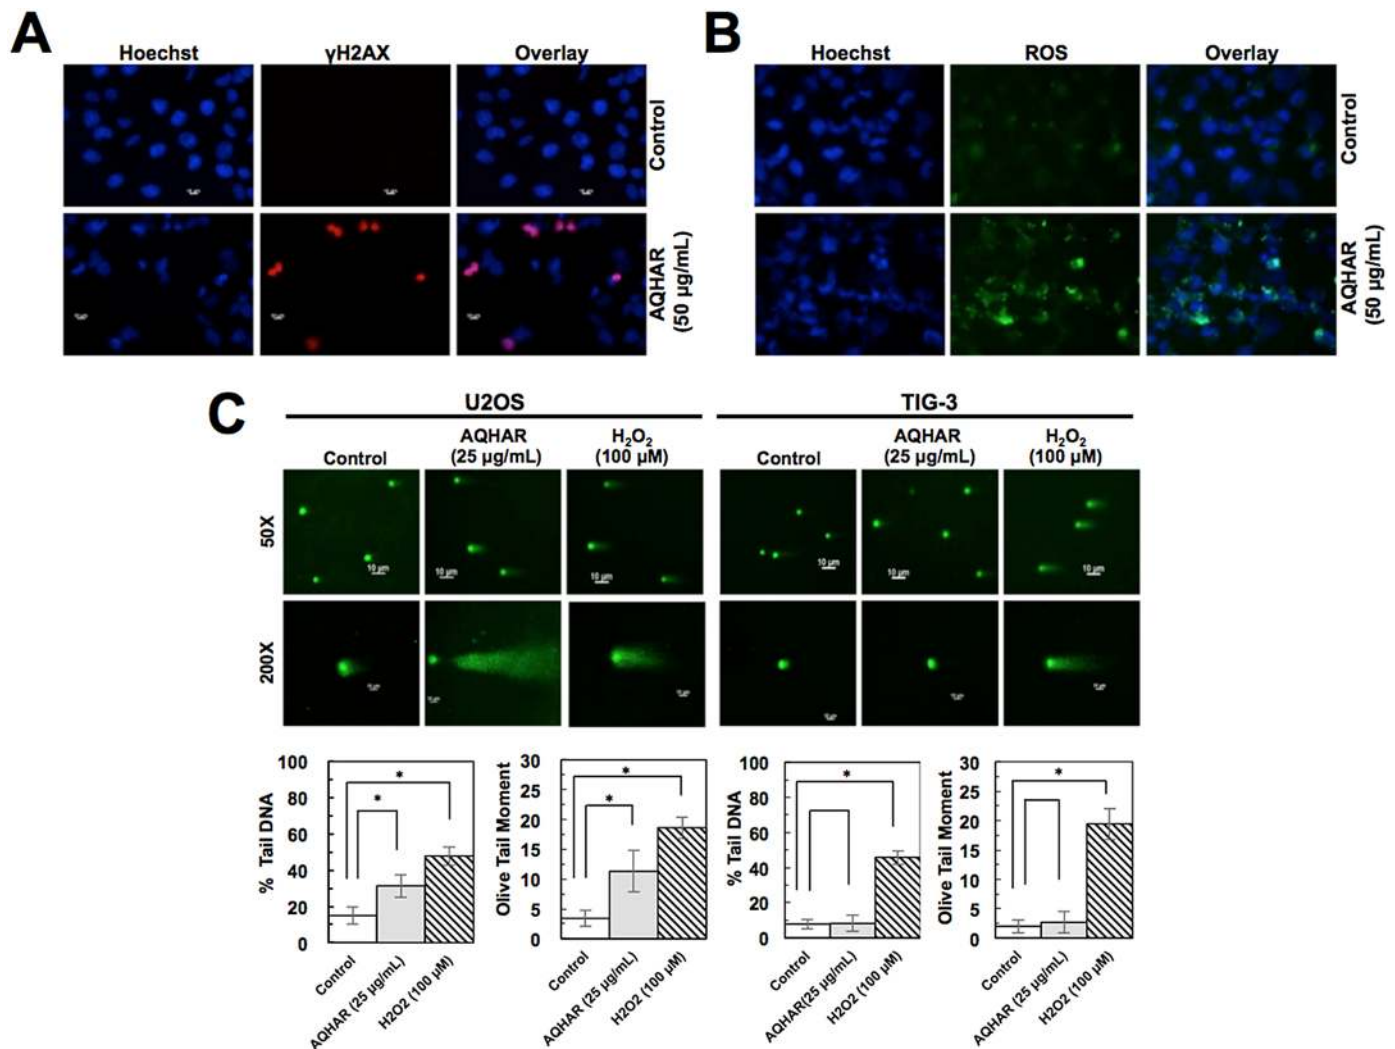 A
Hoechst γH2AX Overlay
Control
AQHAR
(50 μg/mL)
B
Hoechst ROS Overlay
Control
AQHAR
(50 μg/mL)
C
U2OS TIG-3
Control AQHAR
(25 μg/mL) H₂O₂
(100 μM) Control AQHAR
(25 μg/mL) H₂O₂
(100 μM)
50X
10 μm 10 μm 10 μm 10 μm 10 μm 10 μm
200X
% Tail DNA
100
80
60
40
20
0
* *
Control
AQHAR (25 μg/mL)
H2O2 (100 μM)
Olive Tail Moment
30
25
20
15
10
5
0
* *
Control
AQHAR (25 μg/mL)
H2O2 (100 μM)
% Tail DNA
100
80
60
40
20
0
*
Control
AQHAR(25 μg/mL)
H2O2 (100 μM)
Olive Tail Moment
30
25
20
15
10
5
0
*
Control
AQHAR (25 μg/mL)
H2O2 (100 μM)